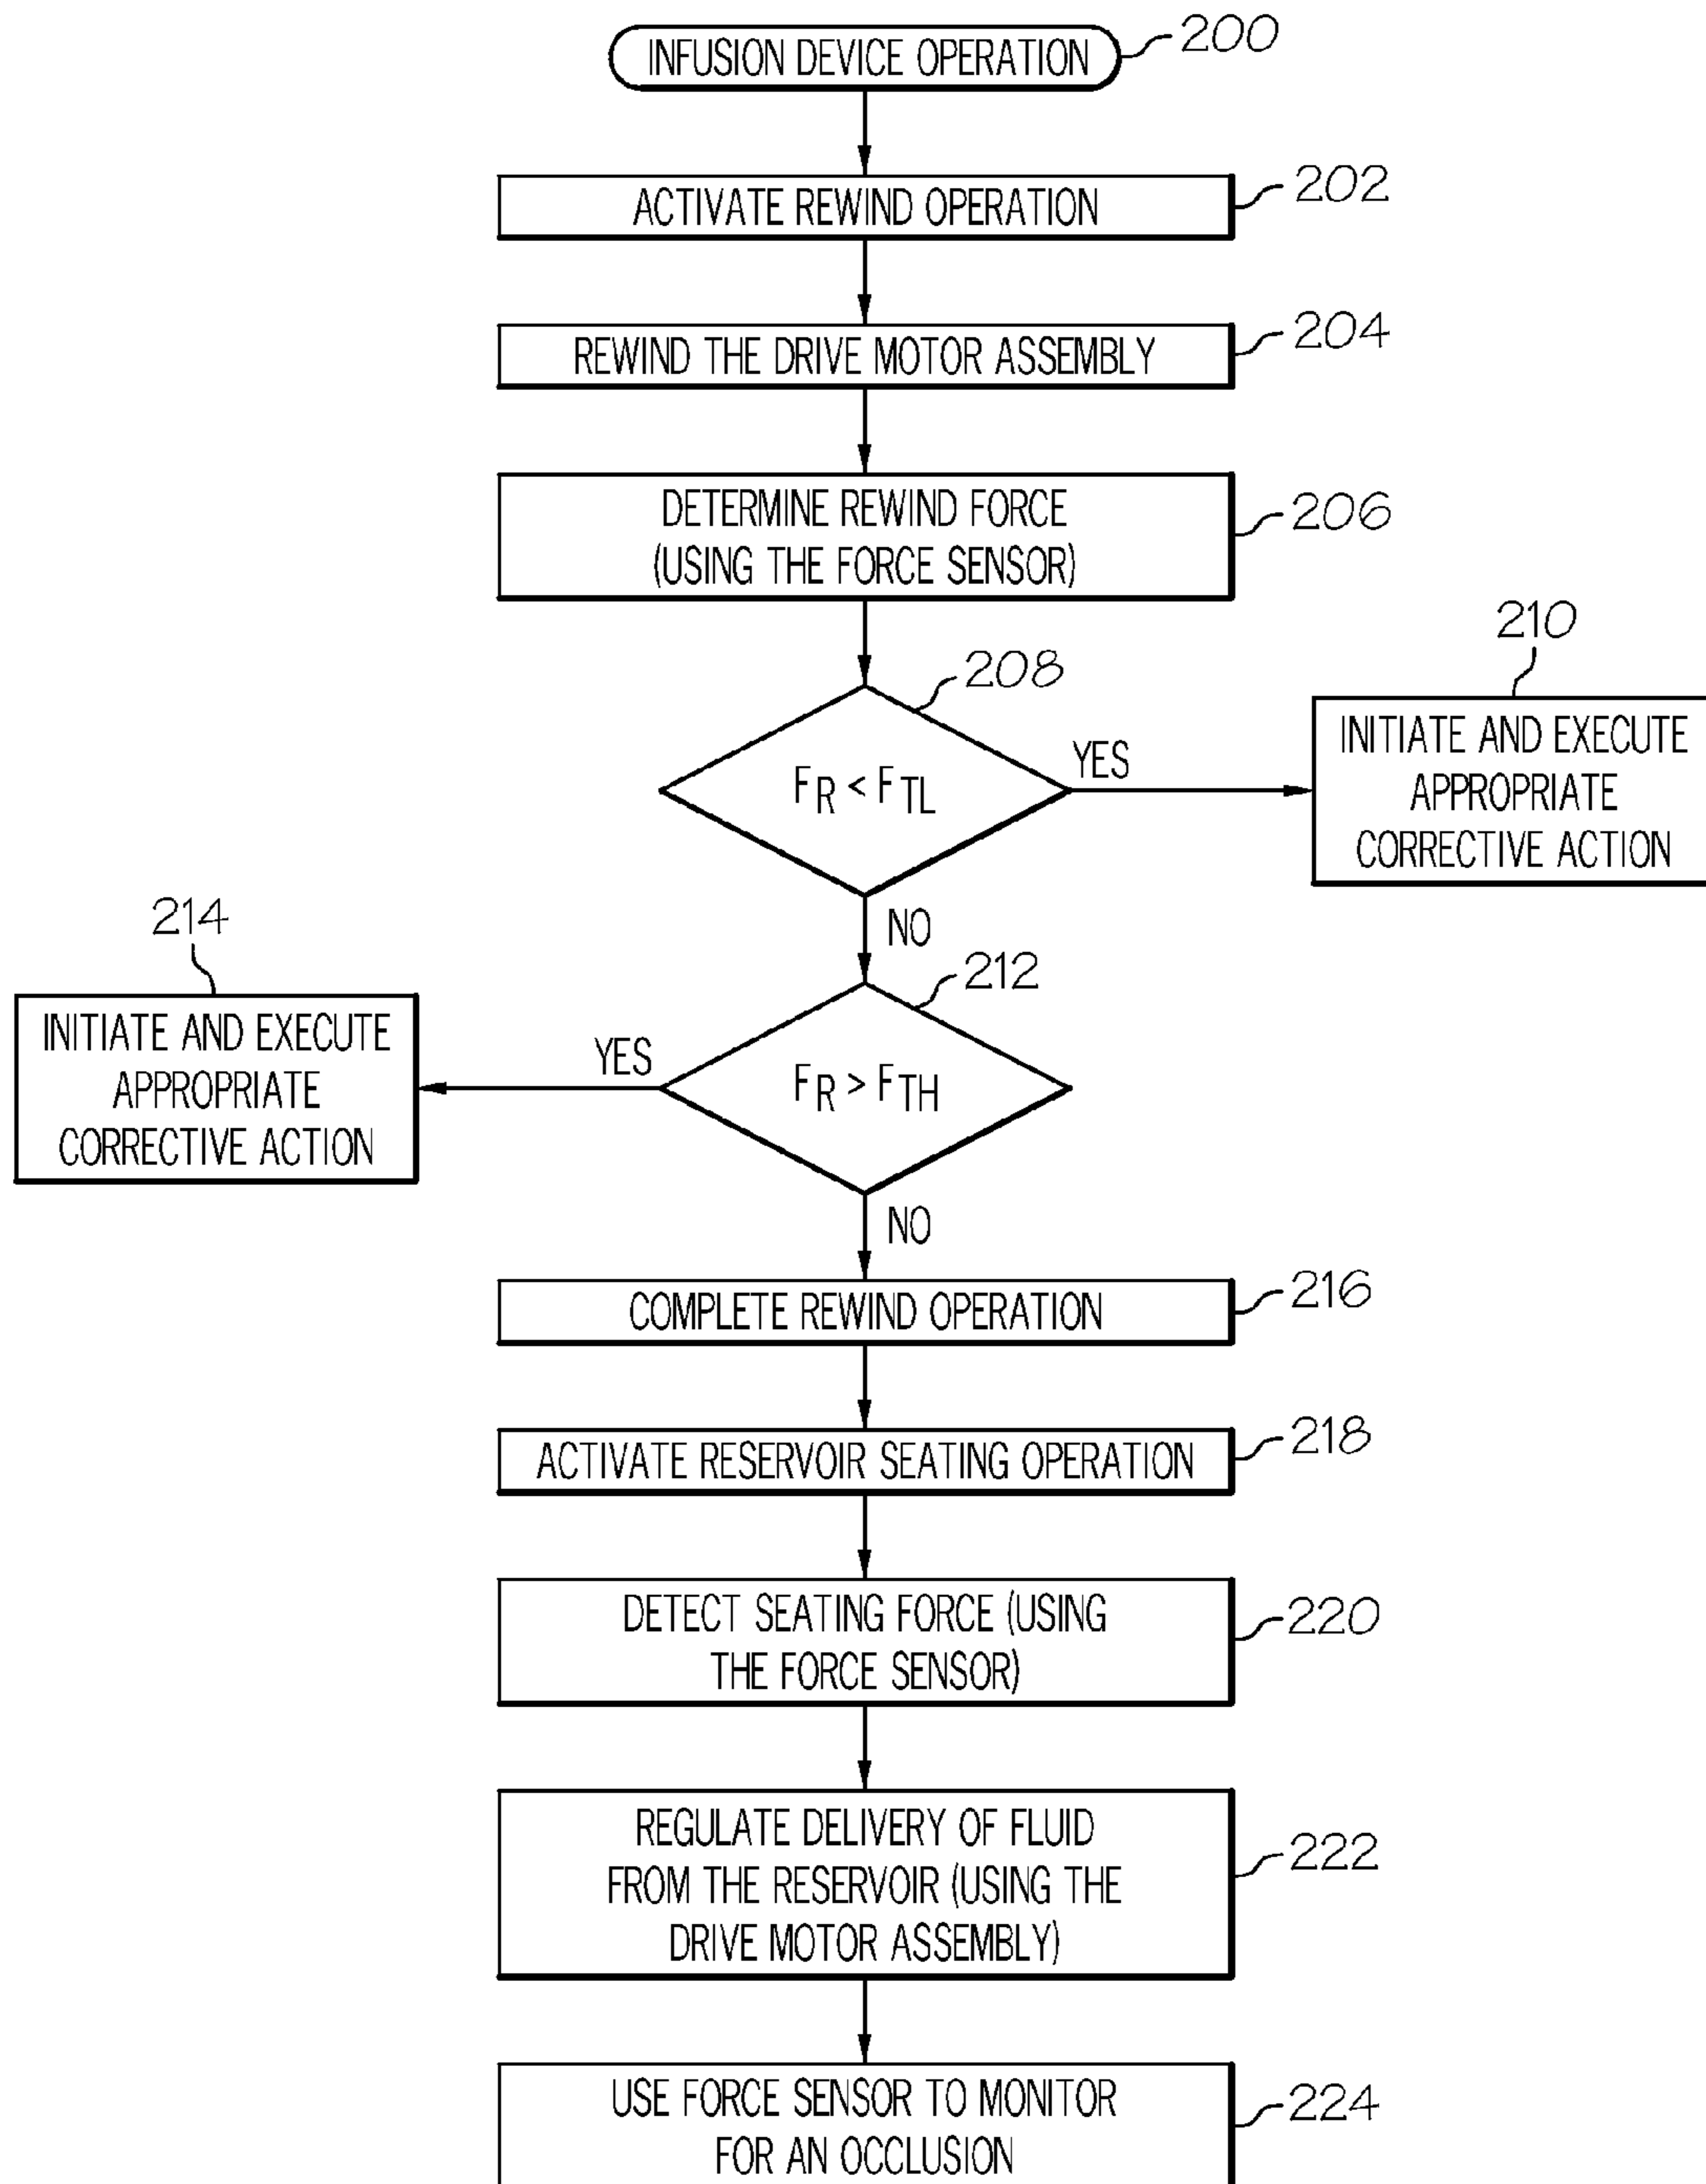 INFUSION DEVICE OPERATION
200
ACTIVATE REWIND OPERATION
202
REWIND THE DRIVE MOTOR ASSEMBLY
204
DETERMINE REWIND FORCE
(USING THE FORCE SENSOR)
206
208
FR < FTL
YES
210
INITIATE AND EXECUTE
APPROPRIATE
CORRECTIVE ACTION
NO
212
FR > FTH
YES
214
INITIATE AND EXECUTE
APPROPRIATE
CORRECTIVE ACTION
NO
COMPLETE REWIND OPERATION
216
ACTIVATE RESERVOIR SEATING OPERATION
218
DETECT SEATING FORCE (USING
THE FORCE SENSOR)
220
REGULATE DELIVERY OF FLUID
FROM THE RESERVOIR (USING THE
DRIVE MOTOR ASSEMBLY)
222
USE FORCE SENSOR TO MONITOR
FOR AN OCCLUSION
224